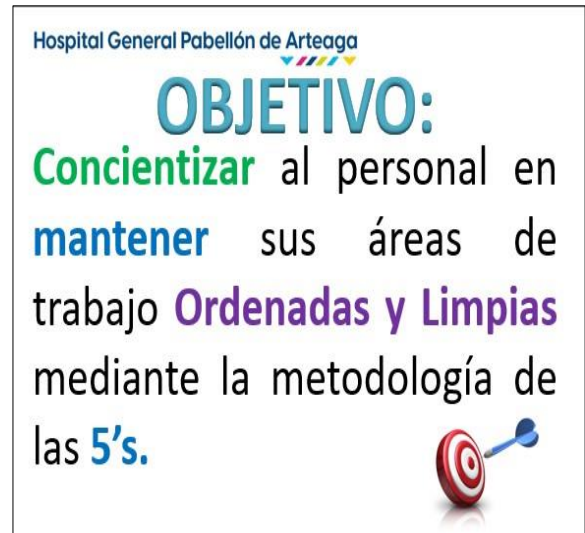 Hospital General Pabellón de Arteaga
OBJETIVO:
Concientizar al personal en
mantener sus áreas de
trabajo Ordenadas y Limpias
mediante la metodología de
las 5’s.